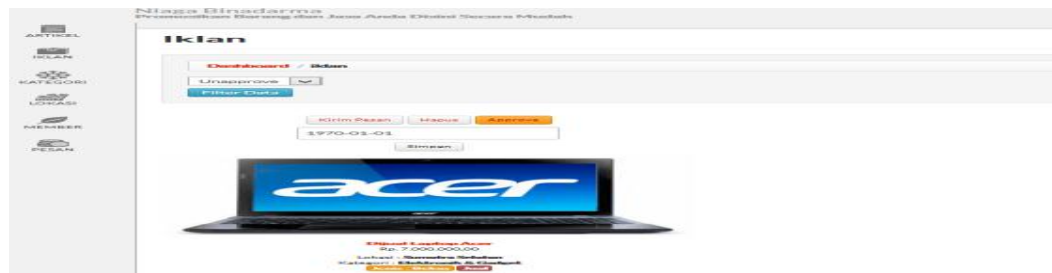 Niaga Binadarma
Promosikan Barang dan Jasa Anda Disini Secara Mudah
ARTIKEL
IKLAN
KATEGORI
LOKASI
MEMBER
PESAN
Iklan
Dashboard / iklan
Unapprove
Filter Data
Kirim Pesan Hapus Approve
1970-01-01
Simpan
acer
acer
Dijual Laptop Acer
Rp. 7.000.000,00
Lokasi : Sumatra Selatan
Kategori : Elektronik & Gadget
Bekas